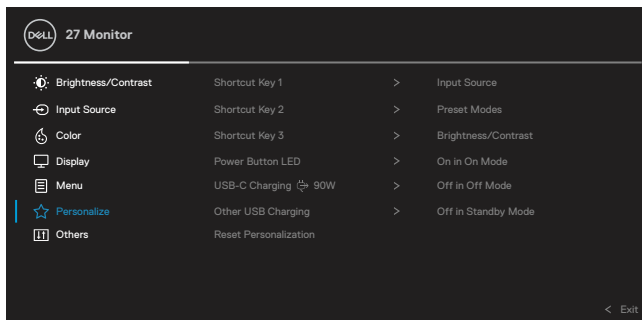 DELL 27 Monitor
Brightness/Contrast Shortcut Key 1 > Input Source
Input Source Shortcut Key 2 > Preset Modes
Color Shortcut Key 3 > Brightness/Contrast
Display Power Button LED > On in On Mode
Menu USB-C Charging 90W > Off in Off Mode
Personalize Other USB Charging > Off in Standby Mode
Others Reset Personalization
< Exit